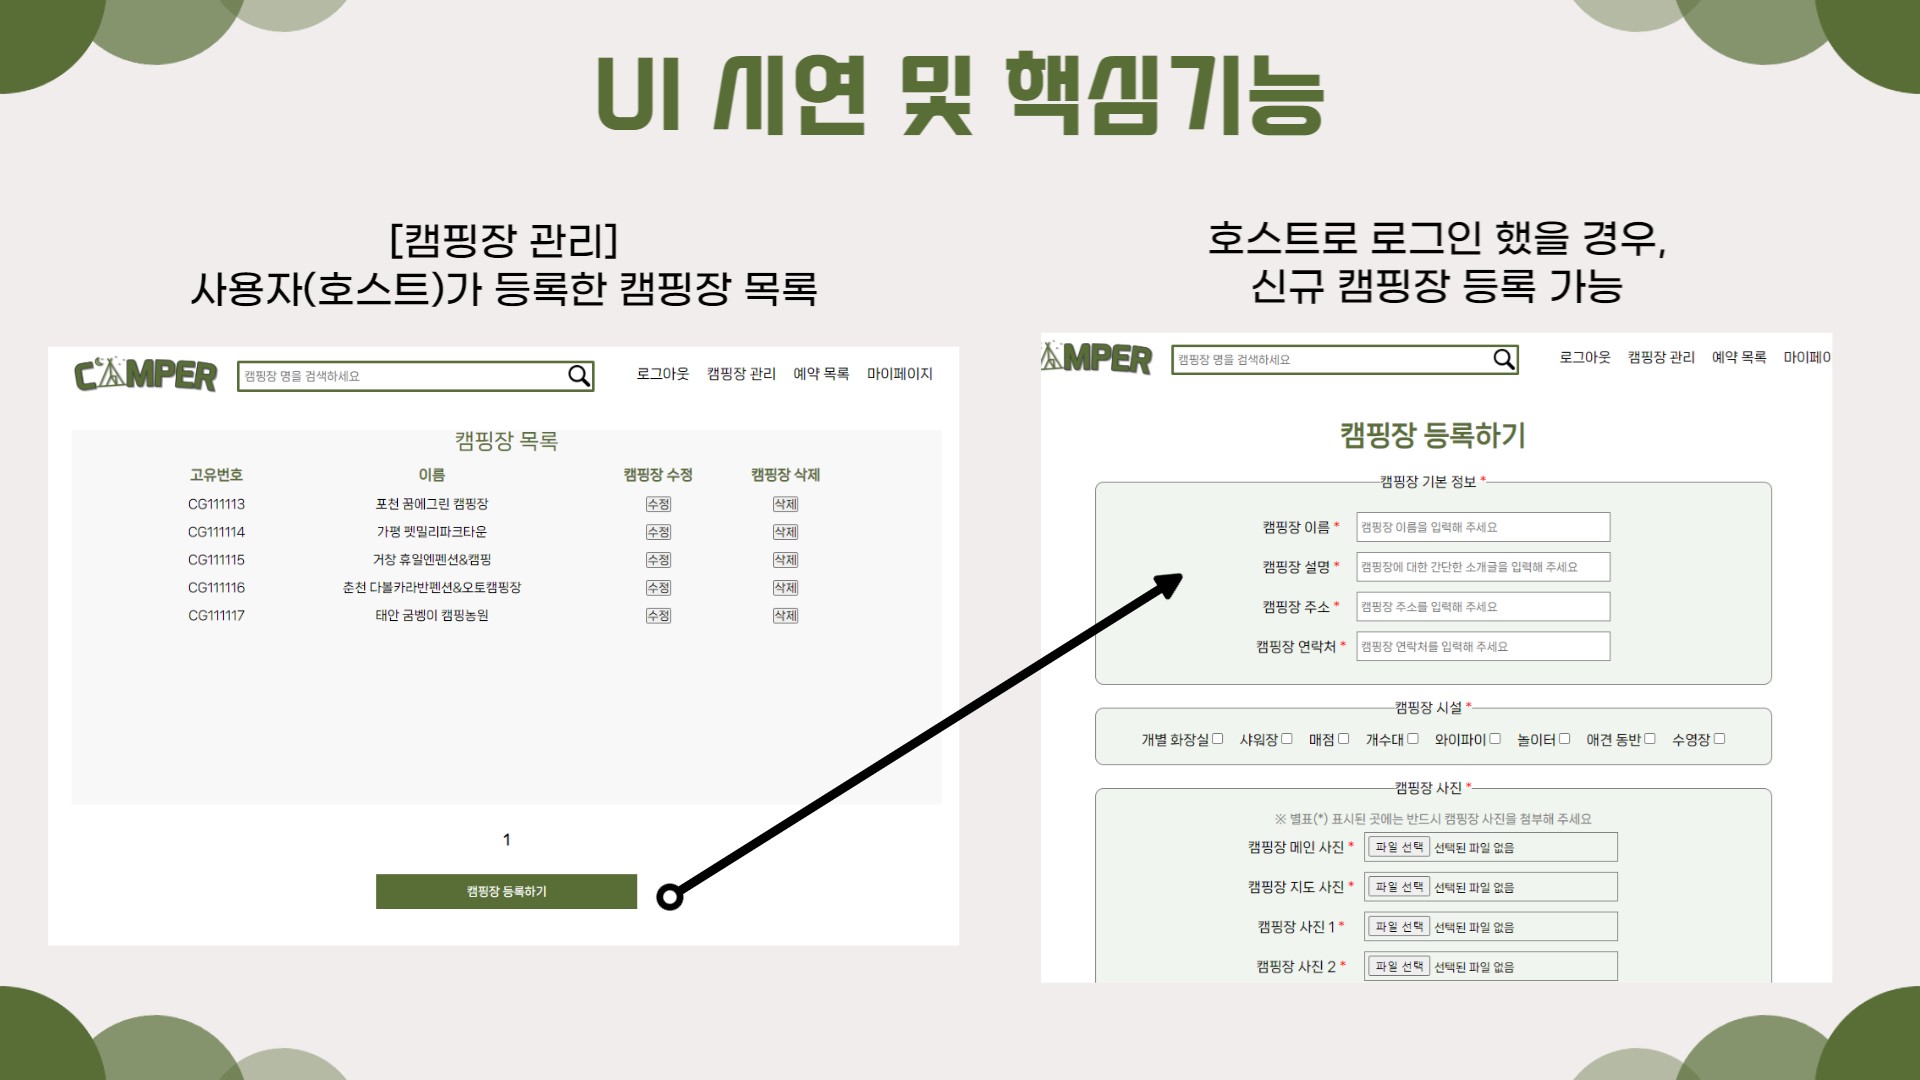 UI 시연 및 핵심기능
[캠핑장 관리]
사용자(호스트)가 등록한 캠핑장 목록
CAMPER
캠핑장 명을 검색하세요
로그아웃 캠핑장 관리 예약 목록 마이페이지
캠핑장 목록
고유번호 이름 캠핑장 수정 캠핑장 삭제
CG111113 포천 꿈에그린 캠핑장 수정 삭제
CG111114 가평 펫밀리파크타운 수정 삭제
CG111115 거창 휴일엔펜션&캠핑 수정 삭제
CG111116 춘천 다볼카라반펜션&오토캠핑장 수정 삭제
CG111117 태안 굼벵이 캠핑농원 수정 삭제
1
캠핑장 등록하기
호스트로 로그인 했을 경우,
신규 캠핑장 등록 가능
AMPER
캠핑장 명을 검색하세요
로그아웃 캠핑장 관리 예약 목록 마이페이
캠핑장 등록하기
캠핑장 기본 정보 *
캠핑장 이름 * 캠핑장 이름을 입력해 주세요
캠핑장 설명 * 캠핑장에 대한 간단한 소개글을 입력해 주세요
캠핑장 주소 * 캠핑장 주소를 입력해 주세요
캠핑장 연락처 * 캠핑장 연락처를 입력해 주세요
캠핑장 시설 *
개별 화장실 샤워장 매점 개수대 와이파이 놀이터 애견 동반 수영장
캠핑장 사진 *
※ 별표(*) 표시된 곳에는 반드시 캠핑장 사진을 첨부해 주세요
캠핑장 메인 사진 * 파일 선택 선택된 파일 없음
캠핑장 지도 사진 * 파일 선택 선택된 파일 없음
캠핑장 사진 1 * 파일 선택 선택된 파일 없음
캠핑장 사진 2 * 파일 선택 선택된 파일 없음